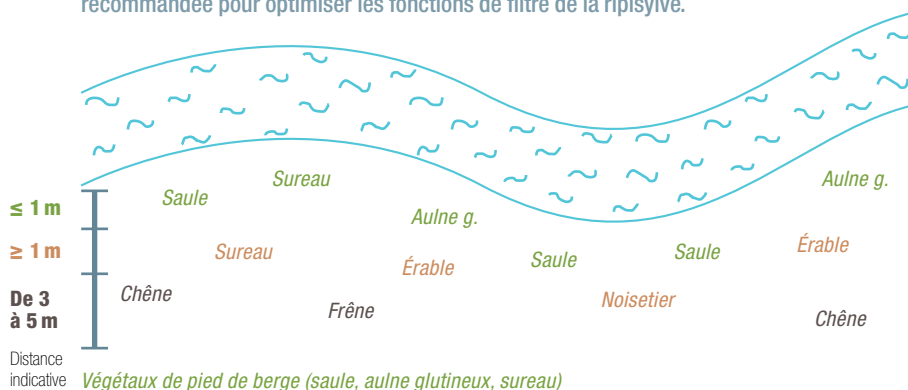 recommandée pour optimiser les fonctions de filtre de la ripisylve.
Sureau
Saule
Aulne g.
Aulne g.
≤ 1 m
≥ 1 m
Sureau
Érable
Saule
Saule
Érable
De 3
à 5 m
Chêne
Frêne
Noisetier
Chêne
Distance
indicative
Végétaux de pied de berge (saule, aulne glutineux, sureau)